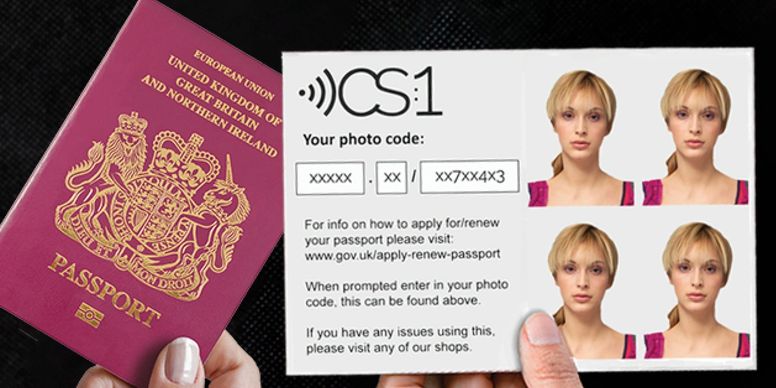 EUROPEAN UNION
UNITED KINGDOM OF
GREAT BRITAIN
AND NORTHERN IRELAND
DIEU ET MON DROIT
PASSPORT
CS:1
Your photo code:
xxxxx . xx / xx7xx4x3
For info on how to apply for/renew
your passport please visit:
www.gov.uk/apply-renew-passport
When prompted enter in your photo
code, this can be found above.
If you have any issues using this,
please visit any of our shops.